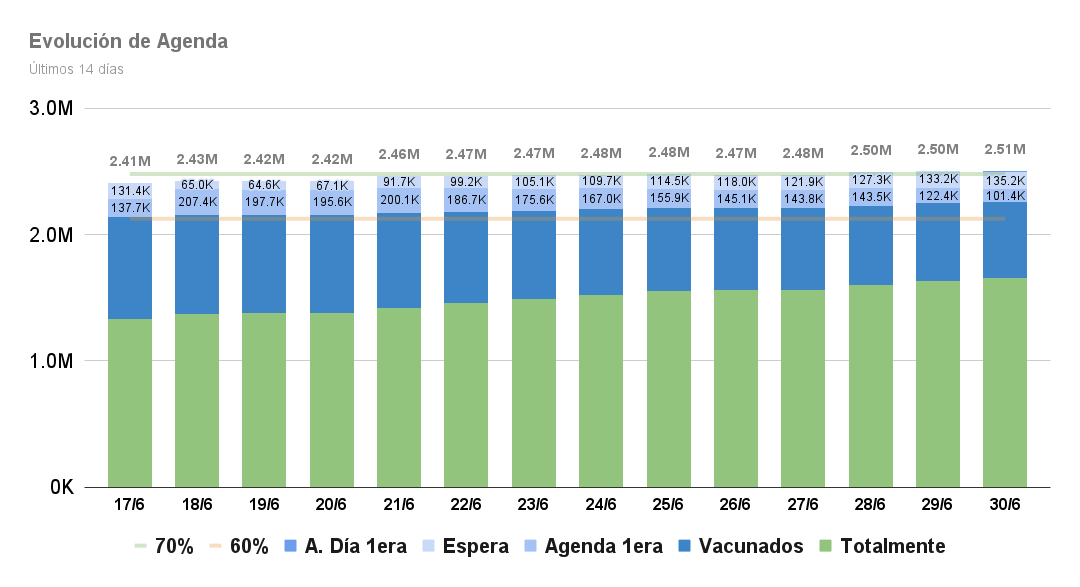 Evolución de Agenda
Últimos 14 días
3.0M
2.41M 2.43M 2.42M 2.42M 2.46M 2.47M 2.47M 2.48M 2.48M 2.47M 2.48M 2.50M 2.50M 2.51M
131.4K 65.0K 64.6K 67.1K 91.7K 99.2K 105.1K 109.7K 114.5K 118.0K 121.9K 127.3K 133.2K 135.2K
137.7K 207.4K 197.7K 195.6K 200.1K 186.7K 175.6K 167.0K 155.9K 145.1K 143.8K 143.5K 122.4K 101.4K
2.0M
1.0M
0K
17/6 18/6 19/6 20/6 21/6 22/6 23/6 24/6 25/6 26/6 27/6 28/6 29/6 30/6
70% 60% A. Día 1era Espera Agenda 1era Vacunados Totalmente